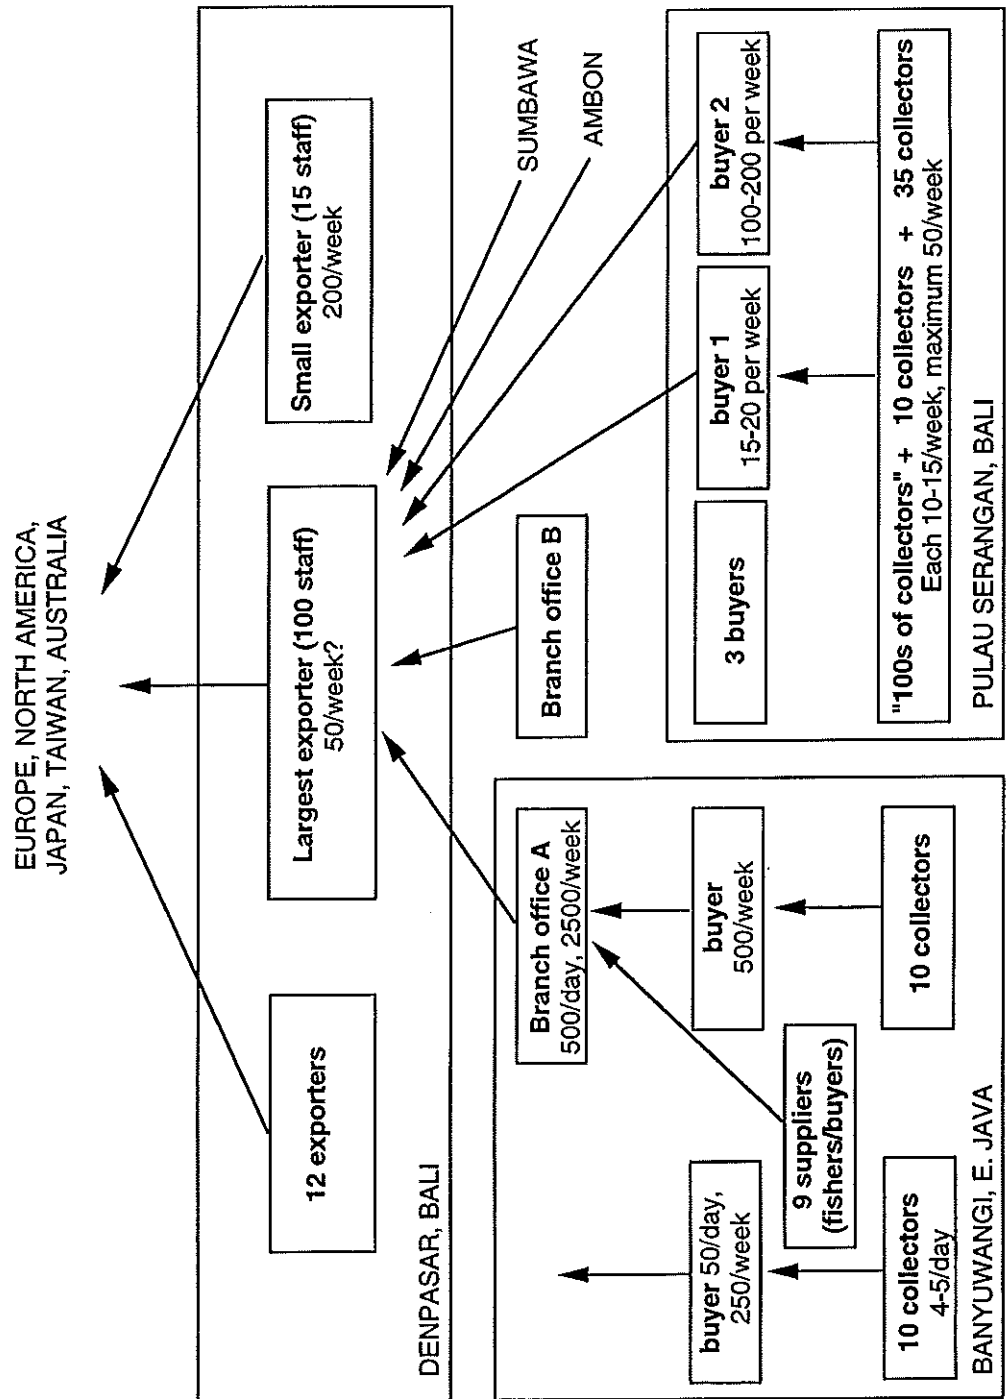 EUROPE, NORTH AMERICA,
JAPAN, TAIWAN, AUSTRALIA
12 exporters
Largest exporter (100 staff)
50/week?
Small exporter (15 staff)
200/week
DENPASAR, BALI
SUMBAWA
AMBON
Branch office A
500/day, 2500/week
Branch office B
buyer 50/day,
250/week
buyer
500/week
9 suppliers
(fishers/buyers)
10 collectors
4-5/day
10 collectors
BANYUWANGI, E. JAVA
3 buyers
buyer 1
15-20 per week
buyer 2
100-200 per week
"100s of collectors" + 10 collectors + 35 collectors
Each 10-15/week, maximum 50/week
PULAU SERANGAN, BALI